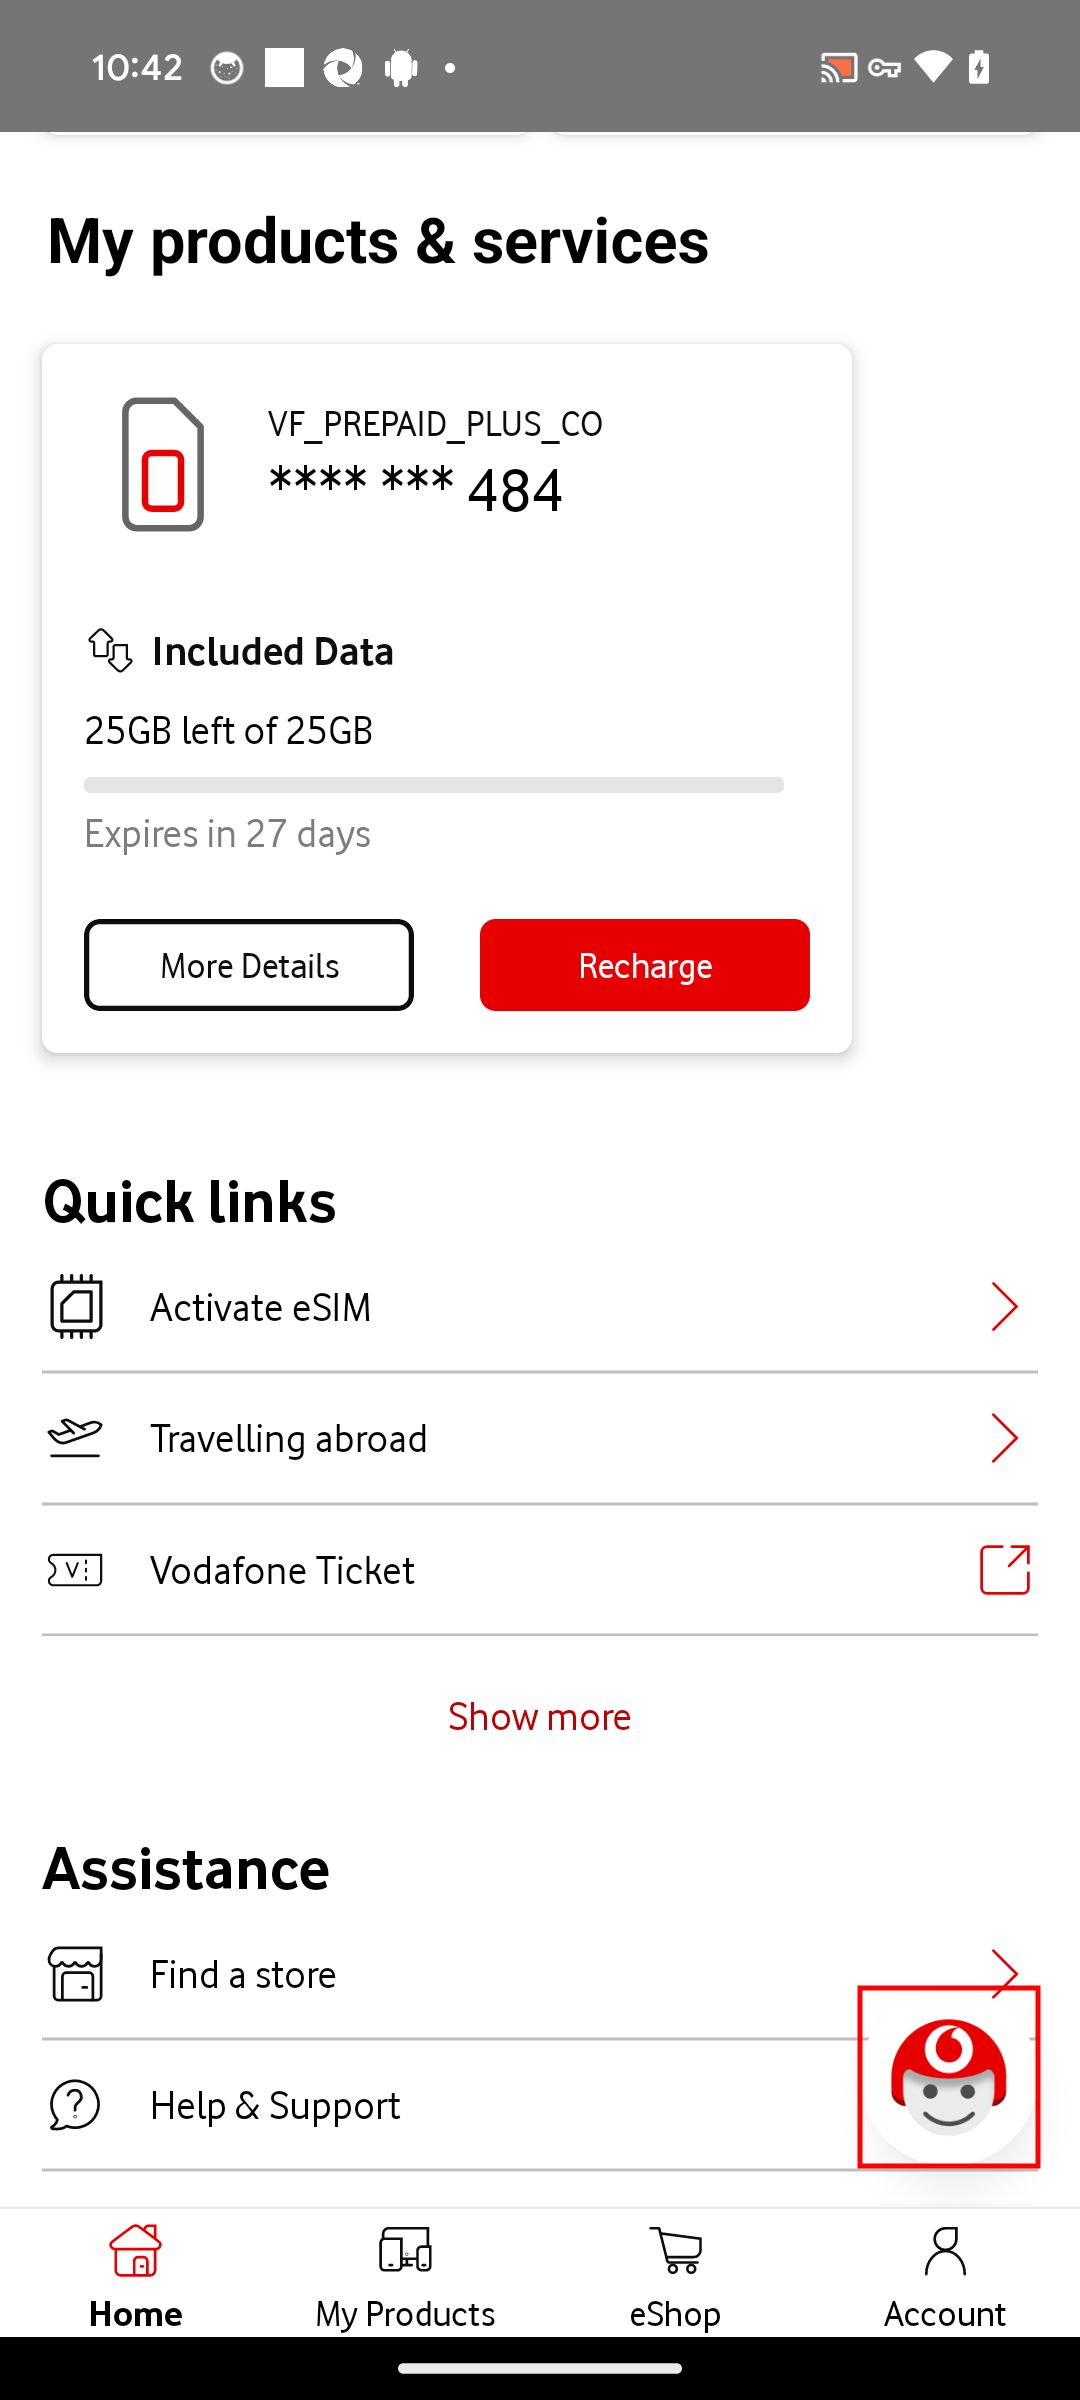 10:42
My products & services
VF_PREPAID_PLUS_CO
**** *** 484
Included Data
25GB left of 25GB
Expires in 27 days
More Details
Recharge
Quick links
Activate eSIM
Travelling abroad
Vodafone Ticket
Show more
Assistance
Find a store
Help & Support
Home
My Products
eShop
Account